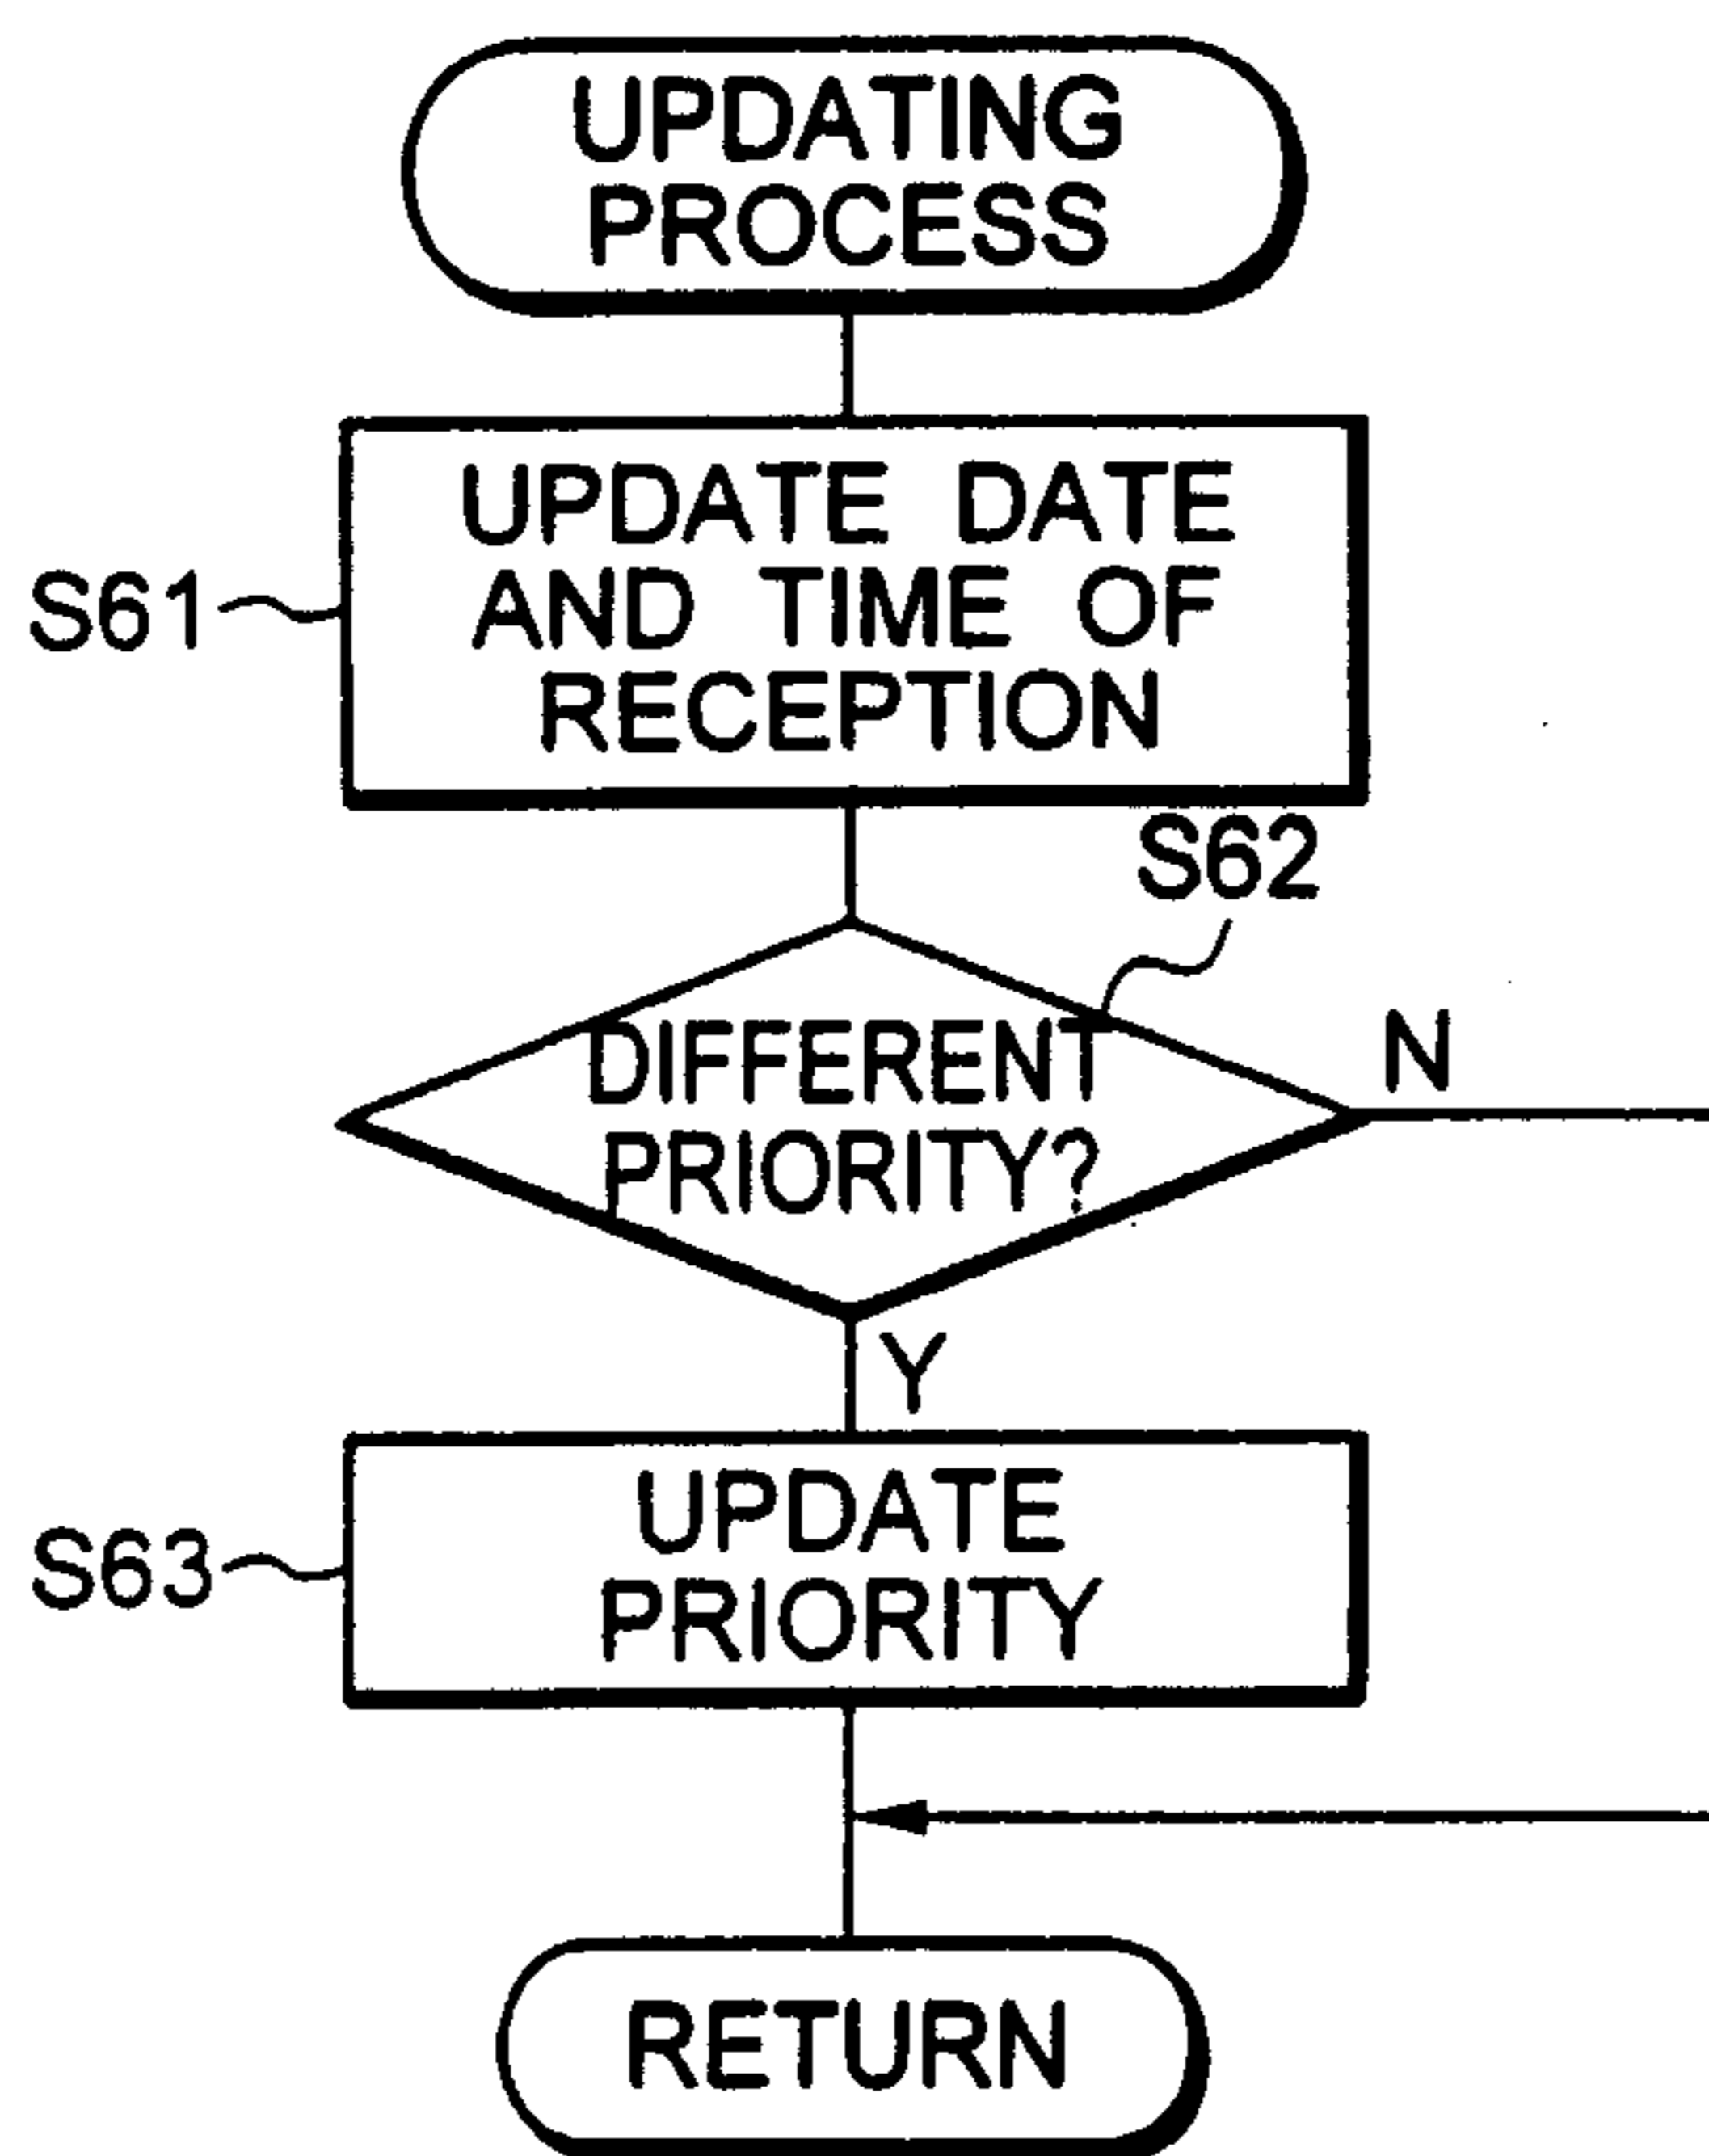 UPDATING
PROCESS
UPDATE DATE
AND TIME OF
RECEPTION
S61
S62
DIFFERENT
PRIORITY?
N
Y
UPDATE
PRIORITY
S63
RETURN